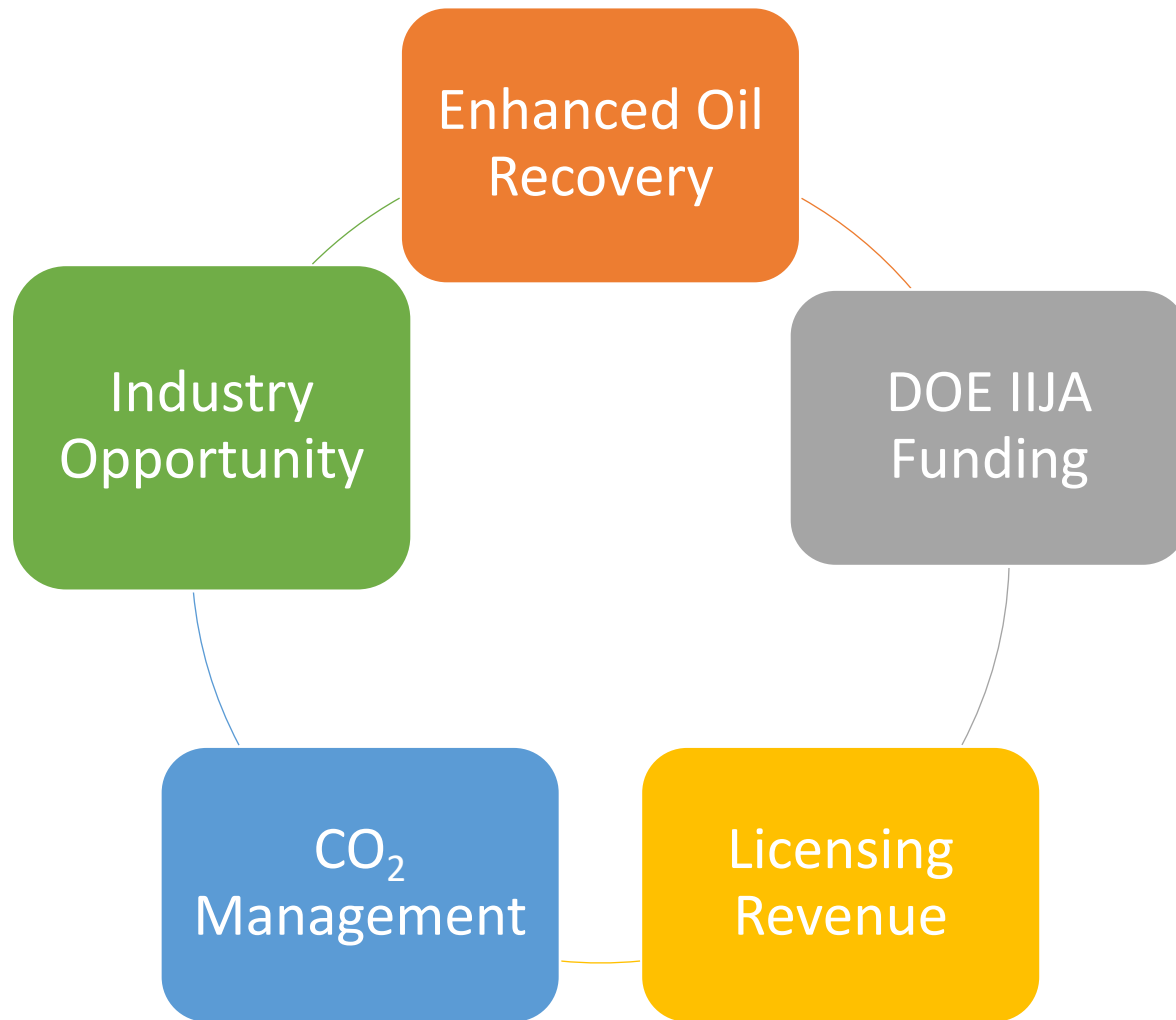 Enhanced Oil
Recovery
DOE IIJA
Funding
Licensing
Revenue
CO₂
Management
Industry
Opportunity